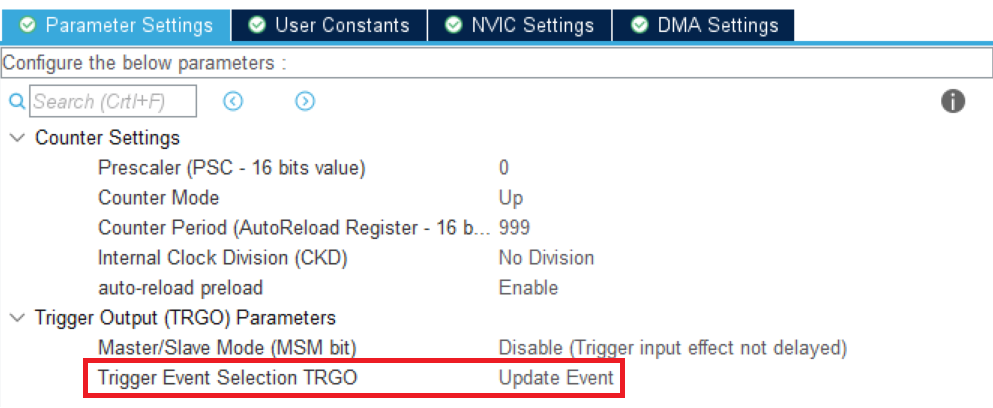 Parameter Settings User Constants NVIC Settings DMA Settings
Configure the below parameters :
Search (Crtl+F)
Counter Settings
Prescaler (PSC - 16 bits value) 0
Counter Mode Up
Counter Period (AutoReload Register - 16 b... 999
Internal Clock Division (CKD) No Division
auto-reload preload Enable
Trigger Output (TRGO) Parameters
Master/Slave Mode (MSM bit) Disable (Trigger input effect not delayed)
Trigger Event Selection TRGO Update Event